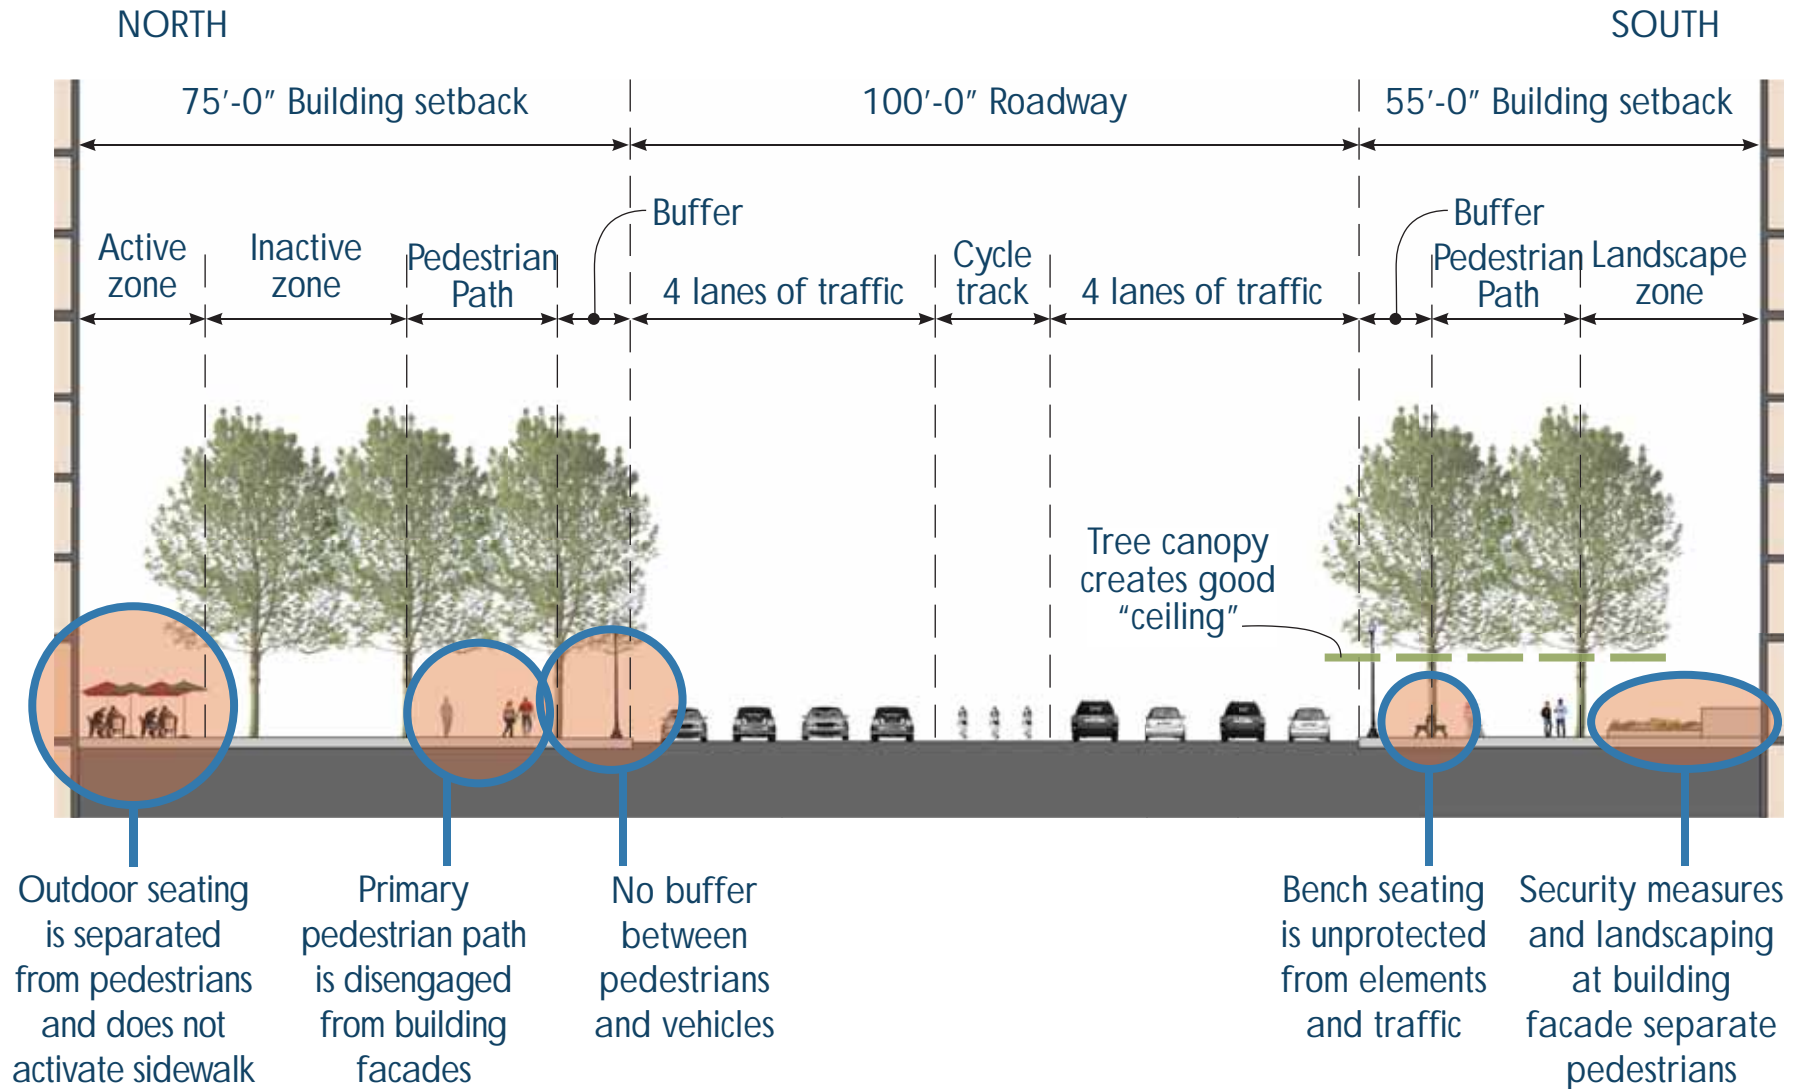 NORTH
SOUTH
75'-0" Building setback
100'-0" Roadway
55'-0" Building setback
Buffer
Buffer
Active
zone
Inactive
zone
Pedestrian
Path
4 lanes of traffic
Cycle
track
4 lanes of traffic
Pedestrian
Path
Landscape
zone
Tree canopy
creates good
“ceiling”
Outdoor seating
is separated
from pedestrians
and does not
activate sidewalk
Primary
pedestrian path
is disengaged
from building
facades
No buffer
between
pedestrians
and vehicles
Bench seating
is unprotected
from elements
and traffic
Security measures
and landscaping
at building
facade separate
pedestrians